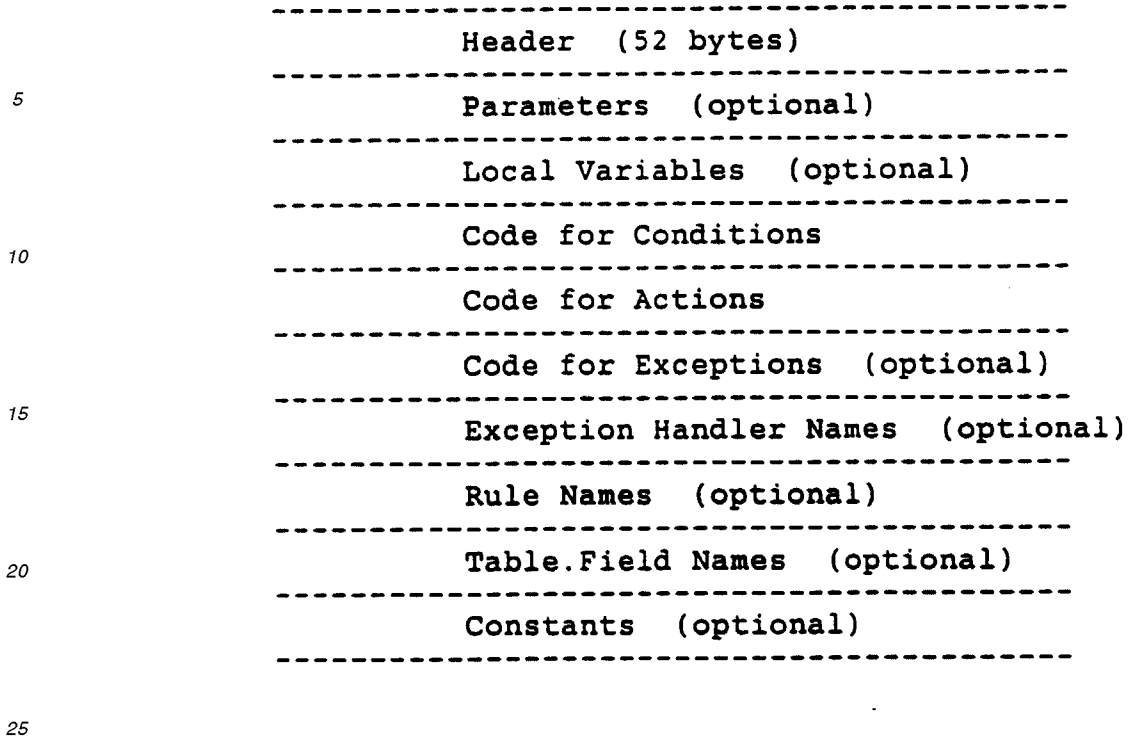 Header (52 bytes)
5
Parameters (optional)
Local Variables (optional)
Code for Conditions
10
Code for Actions
Code for Exceptions (optional)
15
Exception Handler Names (optional)
Rule Names (optional)
Table.Field Names (optional)
20
Constants (optional)
25